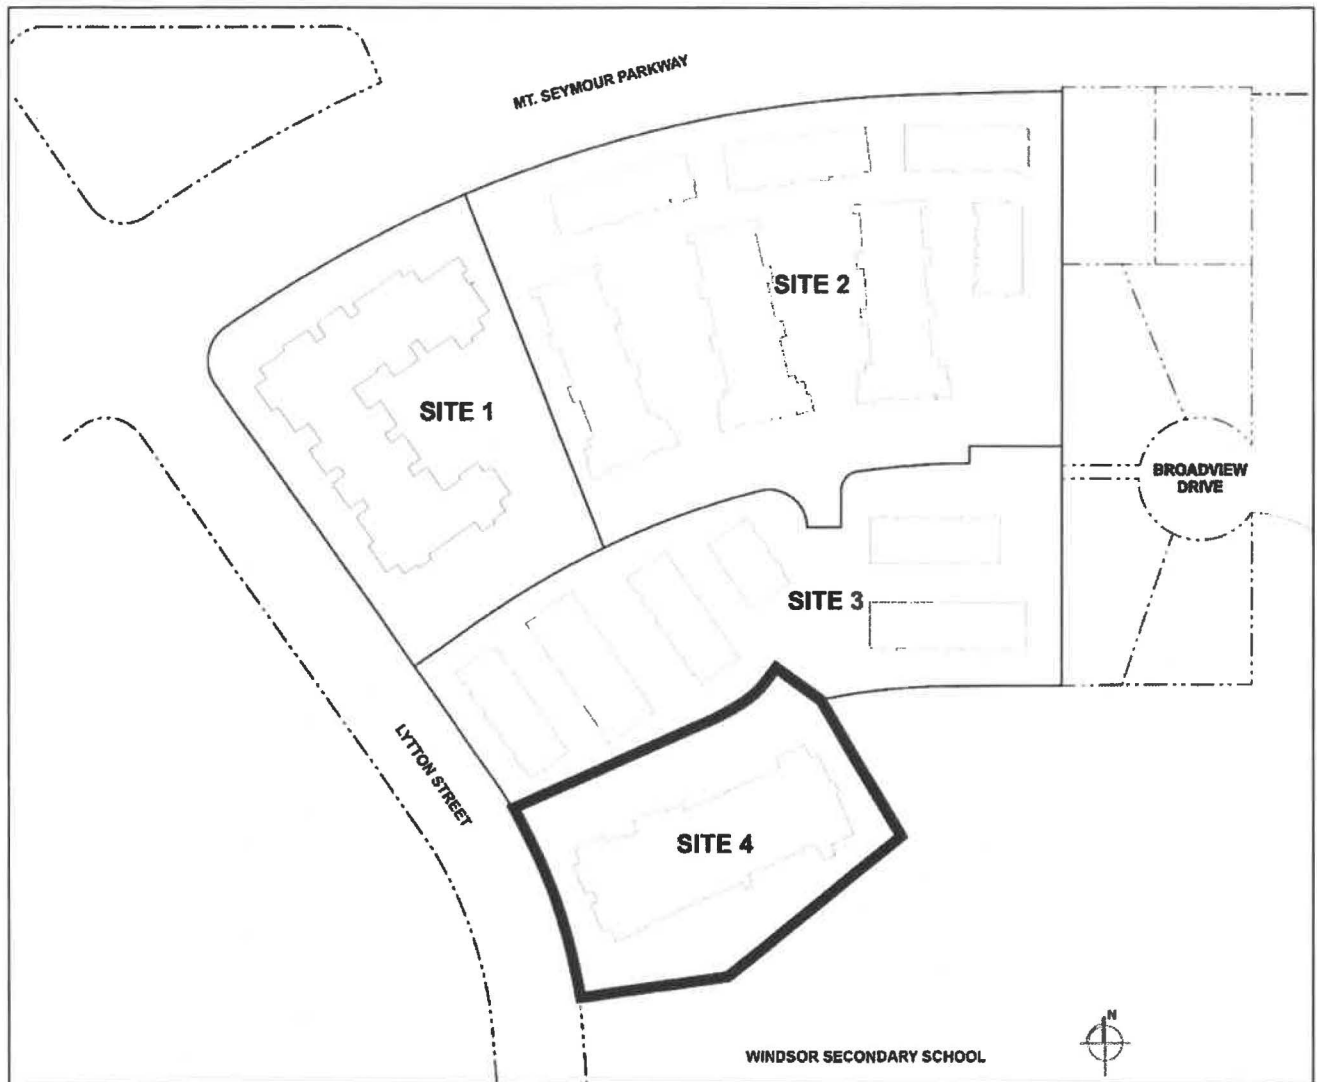 MT. SEYMOUR PARKWAY
SITE 2
SITE 1
BROADVIEW
DRIVE
SITE 3
LYTTON STREET
SITE 4
N
WINDSOR SECONDARY SCHOOL